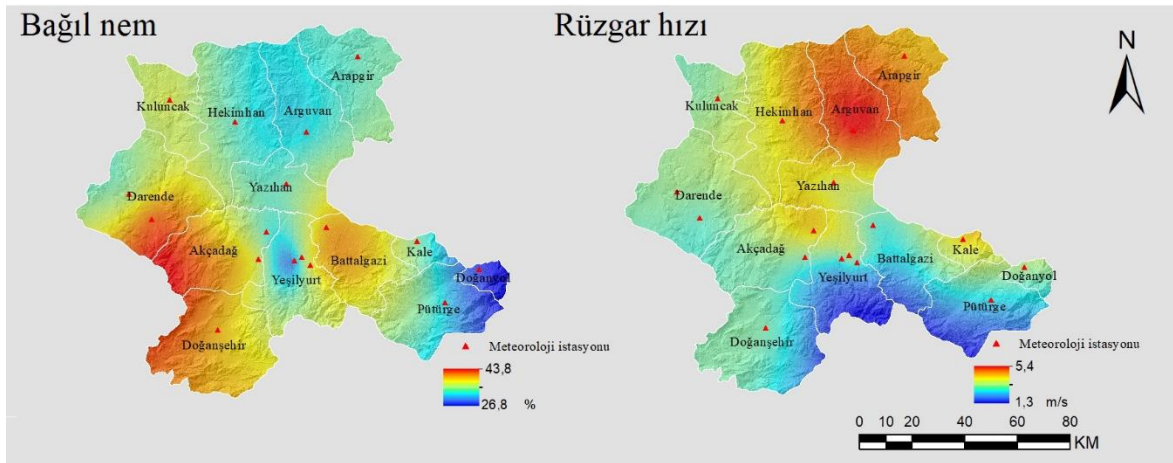 Bağıl nem
Arapgir
Kuluncak
Hekimhan
Arguvan
Yazıhan
Darende
Akçadağ
Battalgazi
Kale
Yeşilyurt
Doğanyol
Pütürge
Doğanşehir
Meteoroloji istasyonu
43,8
26,8 %
Rüzgar hızı
N
Arapgir
Kuluncak
Hekimhan
Arguvan
Yazıhan
Darende
Akçadağ
Battalgazi
Kale
Yeşilyurt
Doğanyol
Pütürge
Doğanşehir
Meteoroloji istasyonu
5,4
1,3 m/s
0 10 20 40 60 80
KM